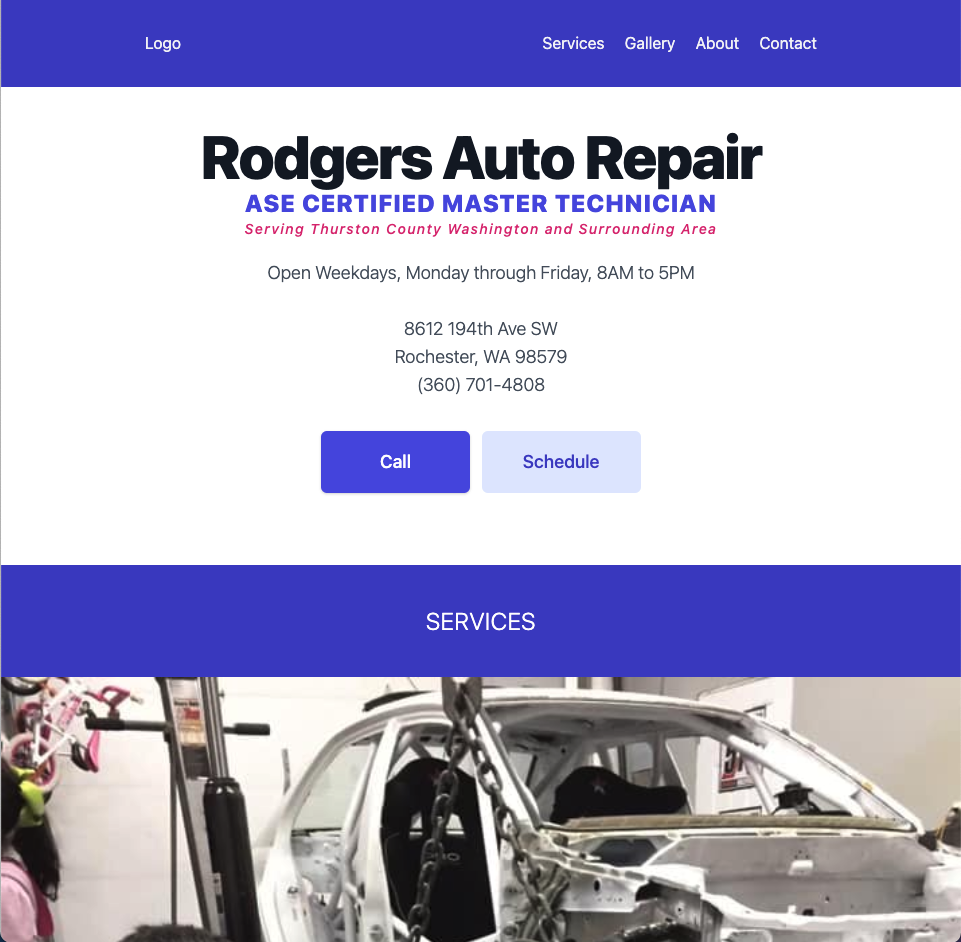 Logo
Services Gallery About Contact
Rodgers Auto Repair
ASE CERTIFIED MASTER TECHNICIAN
Serving Thurston County Washington and Surrounding Area
Open Weekdays, Monday through Friday, 8AM to 5PM
8612 194th Ave SW
Rochester, WA 98579
(360) 701-4808
Call Schedule
SERVICES